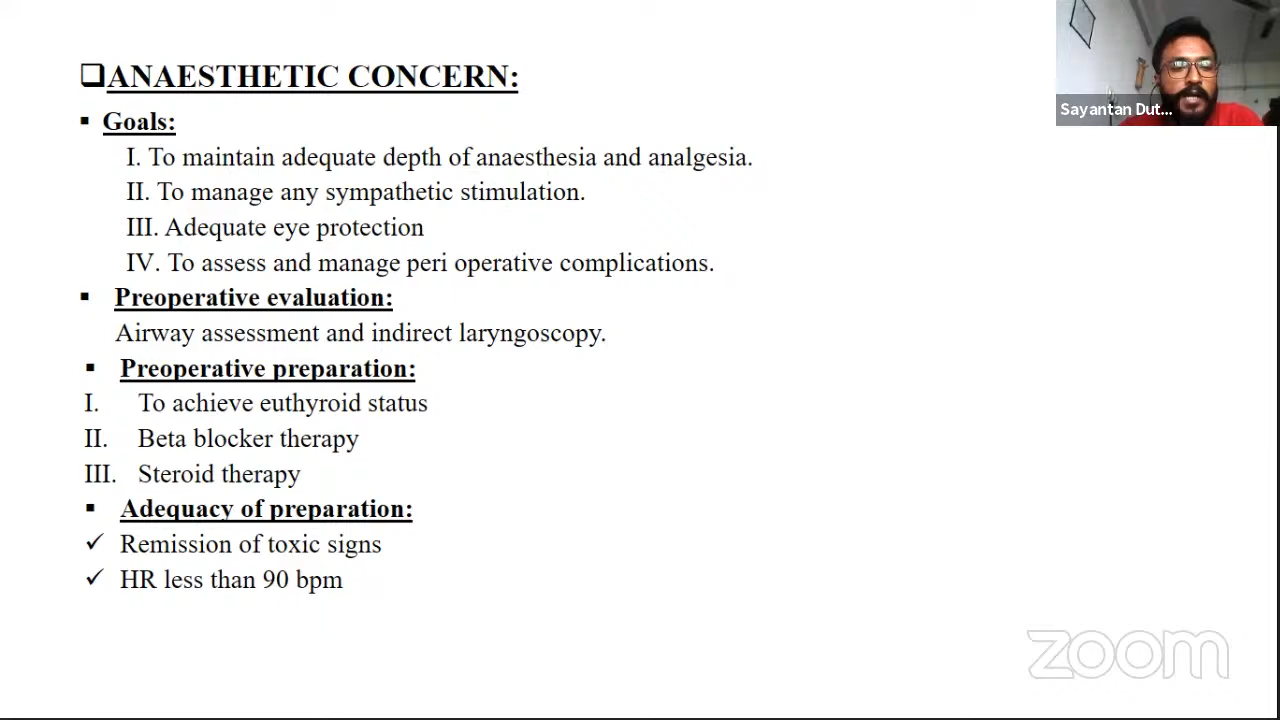 ❑ANAESTHETIC CONCERN:
▪ Goals:
I. To maintain adequate depth of anaesthesia and analgesia.
II. To manage any sympathetic stimulation.
III. Adequate eye protection
IV. To assess and manage peri operative complications.
▪ Preoperative evaluation:
Airway assessment and indirect laryngoscopy.
▪ Preoperative preparation:
I. To achieve euthyroid status
II. Beta blocker therapy
III. Steroid therapy
▪ Adequacy of preparation:
✓ Remission of toxic signs
✓ HR less than 90 bpm
Sayantan Dut...
zoom